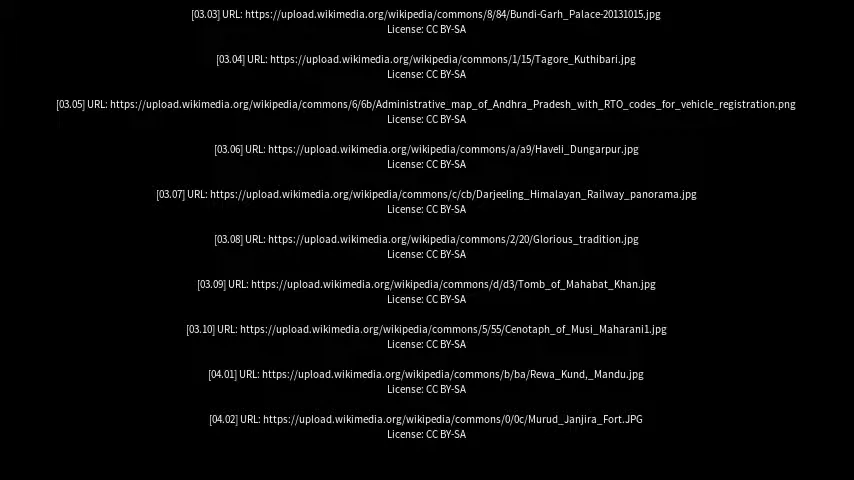 [03.03] URL: https://upload.wikimedia.org/wikipedia/commons/8/84/Bundi-Garh_Palace-20131015.jpg
License: CC BY-SA
[03.04] URL: https://upload.wikimedia.org/wikipedia/commons/1/15/Tagore_Kuthibari.jpg
License: CC BY-SA
[03.05] URL: https://upload.wikimedia.org/wikipedia/commons/6/6b/Administrative_map_of_Andhra_Pradesh_with_RTO_codes_for_vehicle_registration.png
License: CC BY-SA
[03.06] URL: https://upload.wikimedia.org/wikipedia/commons/a/a9/Haveli_Dungarpur.jpg
License: CC BY-SA
[03.07] URL: https://upload.wikimedia.org/wikipedia/commons/c/cb/Darjeeling_Himalayan_Railway_panorama.jpg
License: CC BY-SA
[03.08] URL: https://upload.wikimedia.org/wikipedia/commons/2/20/Glorious_tradition.jpg
License: CC BY-SA
[03.09] URL: https://upload.wikimedia.org/wikipedia/commons/d/d3/Tomb_of_Mahabat_Khan.jpg
License: CC BY-SA
[03.10] URL: https://upload.wikimedia.org/wikipedia/commons/5/55/Cenotaph_of_Musi_Maharani1.jpg
License: CC BY-SA
[04.01] URL: https://upload.wikimedia.org/wikipedia/commons/b/ba/Rewa_Kund,_Mandu.jpg
License: CC BY-SA
[04.02] URL: https://upload.wikimedia.org/wikipedia/commons/0/0c/Murud_Janjira_Fort.JPG
License: CC BY-SA